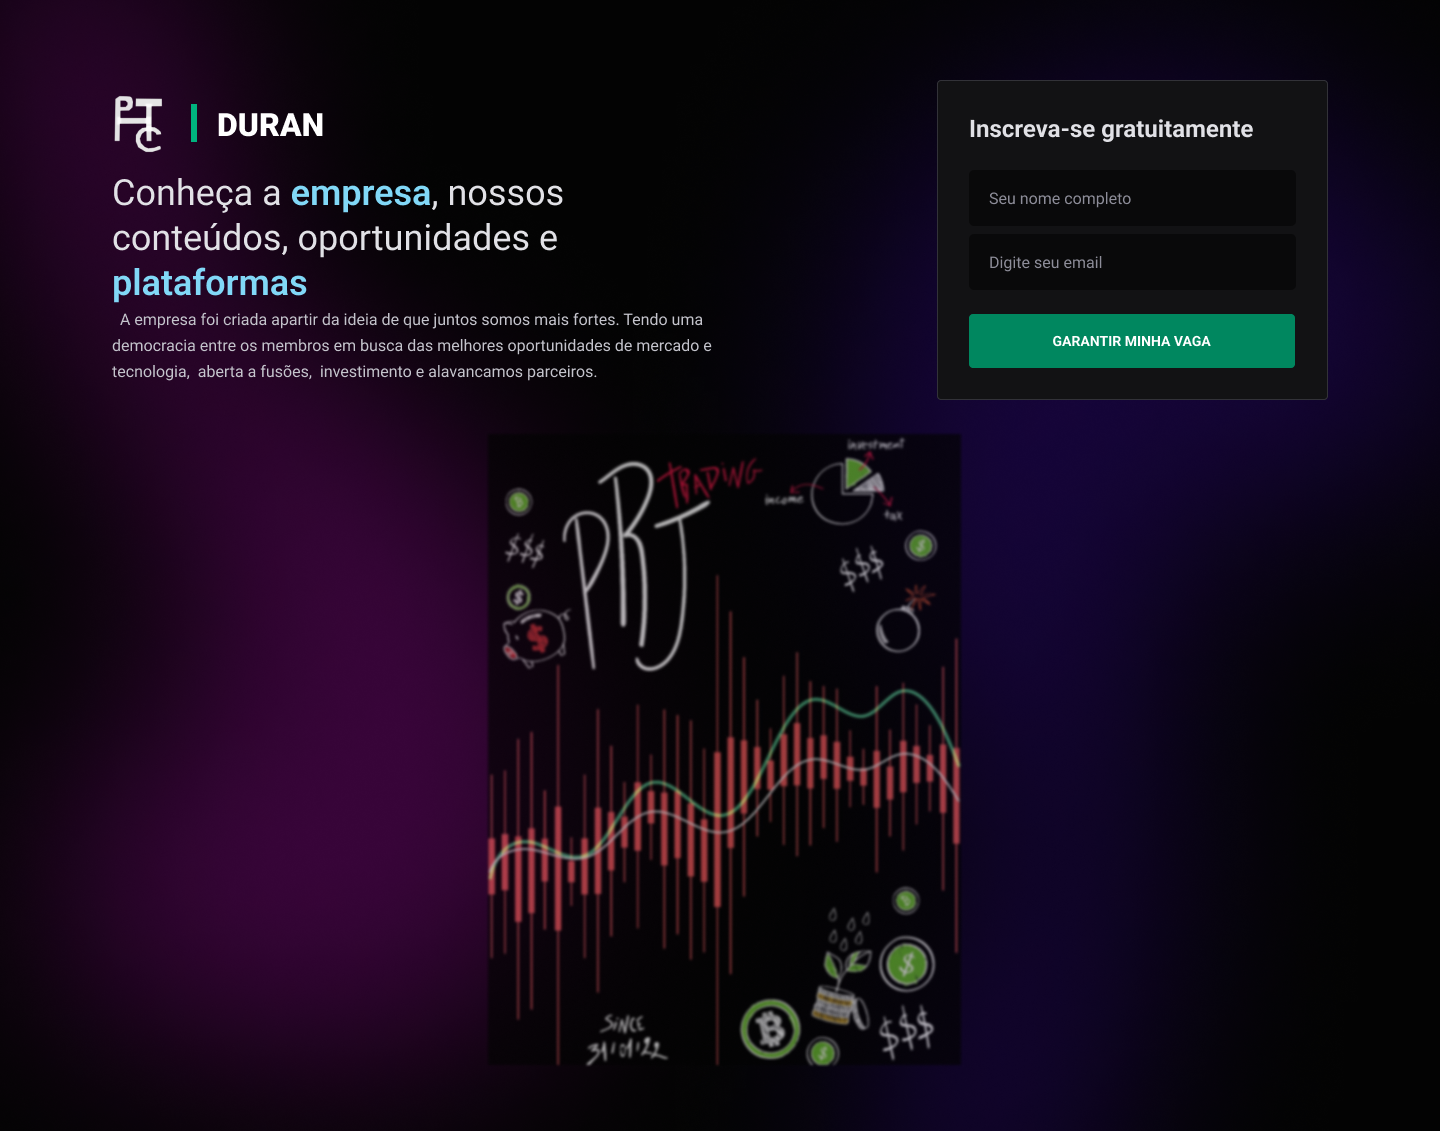 PTC
DURAN
Conheça a empresa, nossos
conteúdos, oportunidades e
plataformas
A empresa foi criada apartir da ideia de que juntos somos mais fortes. Tendo uma
democracia entre os membros em busca das melhores oportunidades de mercado e
tecnologia, aberta a fusões, investimento e alavancamos parceiros.
Inscreva-se gratuitamente
Seu nome completo
Digite seu email
GARANTIR MINHA VAGA
PRJ
TRADING
investment
income
tax
$
$$$
$$$
$
$
$
$
$$$
$
SINCE
31/01/22